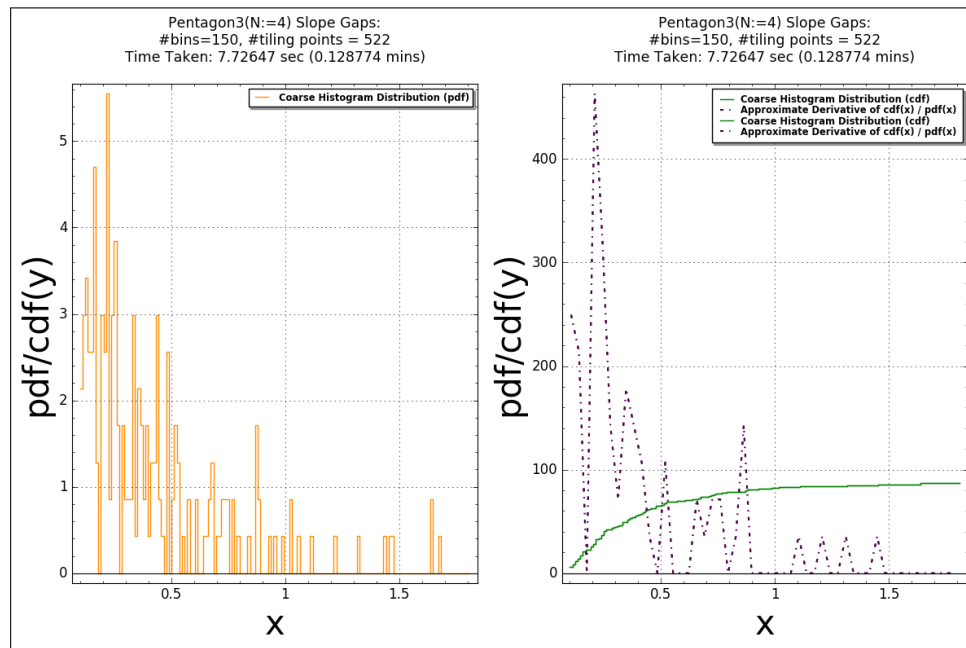 Pentagon3(N:=4) Slope Gaps:
#bins=150, #tiling points = 522
Time Taken: 7.72647 sec (0.128774 mins)
Coarse Histogram Distribution (pdf)
pdf/cdf(y)
5
4
3
2
1
0
0.5
1
1.5
x
Pentagon3(N:=4) Slope Gaps:
#bins=150, #tiling points = 522
Time Taken: 7.72647 sec (0.128774 mins)
Coarse Histogram Distribution (cdf)
Approximate Derivative of cdf(x) / pdf(x)
Coarse Histogram Distribution (cdf)
Approximate Derivative of cdf(x) / pdf(x)
pdf/cdf(y)
400
300
200
100
0
0.5
1
1.5
x